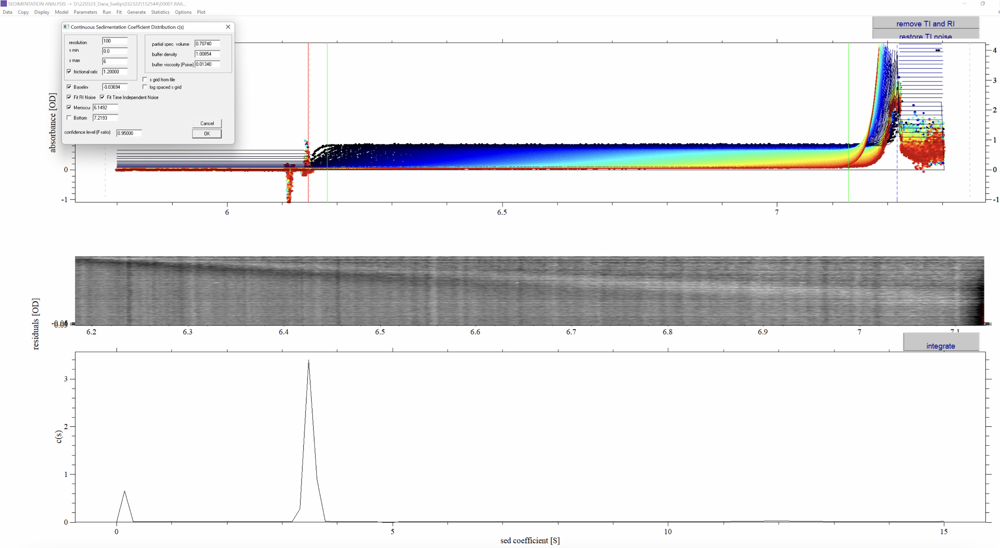 SEDIMENTATION ANALYSIS -> D:\220323_Dana_Swi6p\032322\152544\00001.RA6...
Data Copy Display Model Parameters Run Fit Generate Statistics Options Plot
Continuous Sedimentation Coefficient Distribution c(s)
resolution 100
s min 0.0
s max 6
frictional ratic 1.20000
partial spec. volume 0.70740
buffer density 1.00854
buffer viscosity (Poise) 0.01340
s grid from file
log spaced s grid
Baselin -0.03694
Fit RI Noise Fit Time Independent Noise
Meniscu: 6.1492
Bottom 7.2193
confidence level (F-ratio) 0.95000
Cancel
OK
remove TI and RI
restore TI noise
absorbance [OD]
0
-1
4
3
2
1
0
-1
6 6.5 7
residuals [OD]
6.2 6.3 6.4 6.5 6.6 6.7 6.8 6.9 7 7.1
integrate
c(s)
3
2
1
0
0 5 10 15
sed coefficient [S]